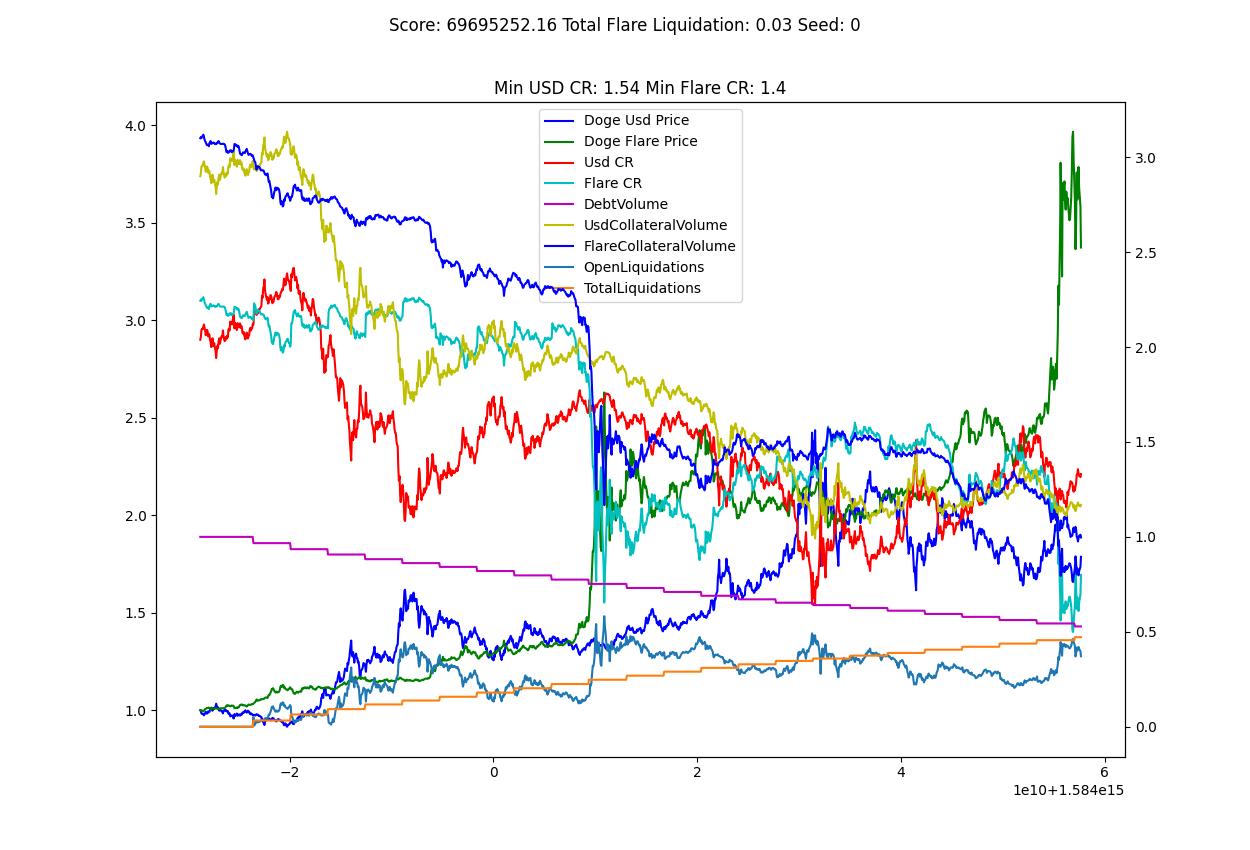 Score: 69695252.16 Total Flare Liquidation: 0.03 Seed: 0
Min USD CR: 1.54 Min Flare CR: 1.4
Doge Usd Price
Doge Flare Price
Usd CR
Flare CR
DebtVolume
UsdCollateralVolume
FlareCollateralVolume
OpenLiquidations
TotalLiquidations
4.0
3.5
3.0
2.5
2.0
1.5
1.0
3.0
2.5
2.0
1.5
1.0
0.5
0.0
−2
0
2
4
6
1e10+1.584e15